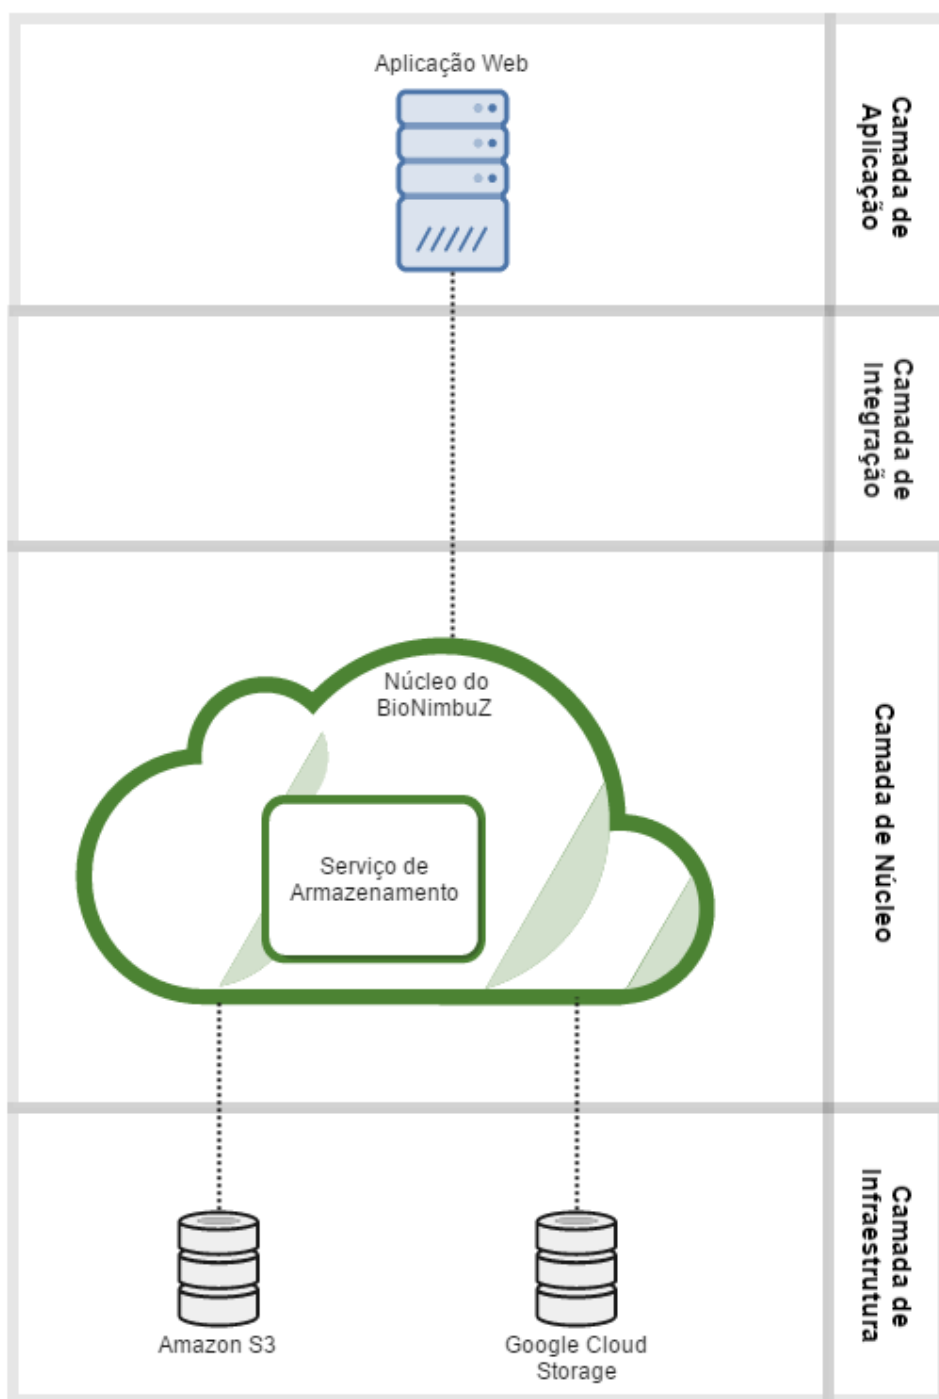 Aplicação Web
Camada de
Aplicação
Camada de
Integração
Núcleo do
BioNimbuZ
Serviço de
Armazenamento
Camada de Núcleo
Amazon S3
Google Cloud
Storage
Camada de
Infraestrutura